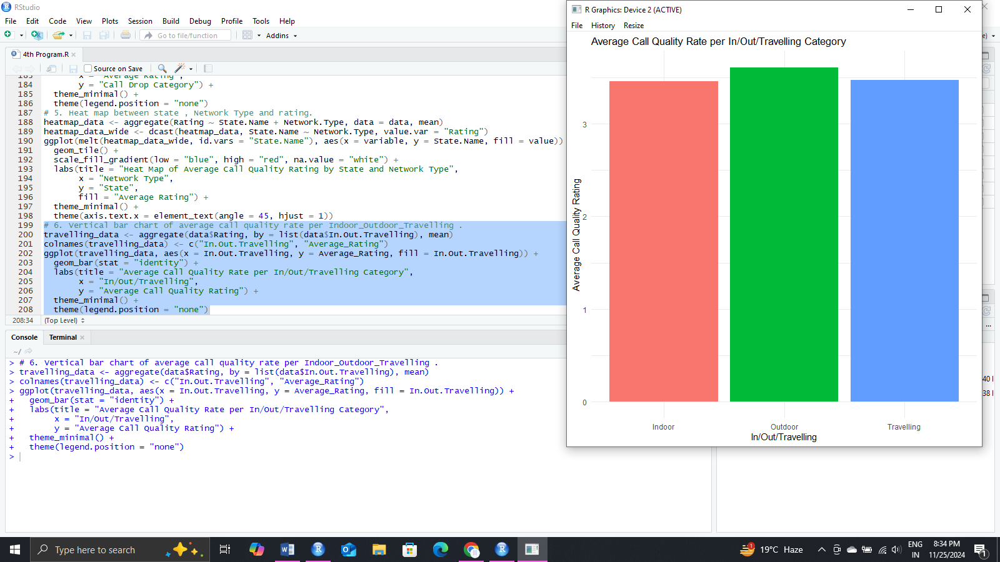 RStudio
File Edit Code View Plots Session Build Debug Profile Tools Help
Go to file/function
Addins
4th Program.R
Source on Save
183 x = "Average Rating",
184 y = "Call Drop Category") +
185 theme_minimal() +
186 theme(legend.position = "none")
187 # 5. Heat map between state , Network Type and rating.
188 heatmap_data <- aggregate(Rating ~ State.Name + Network.Type, data = data, mean)
189 heatmap_data_wide <- dcast(heatmap_data, State.Name ~ Network.Type, value.var = "Rating")
190 ggplot(melt(heatmap_data_wide, id.vars = "State.Name"), aes(x = variable, y = State.Name, fill = value))
191 geom_tile() +
192 scale_fill_gradient(low = "blue", high = "red", na.value = "white") +
193 labs(title = "Heat Map of Average Call Quality Rating by State and Network Type",
194 x = "Network Type",
195 y = "State",
196 fill = "Average Rating") +
197 theme_minimal() +
198 theme(axis.text.x = element_text(angle = 45, hjust = 1))
199 # 6. Vertical bar chart of average call quality rate per Indoor_Outdoor_Travelling .
200 travelling_data <- aggregate(data$Rating, by = list(data$In.Out.Travelling), mean)
201 colnames(travelling_data) <- c("In.Out.Travelling", "Average_Rating")
202 ggplot(travelling_data, aes(x = In.Out.Travelling, y = Average_Rating, fill = In.Out.Travelling)) +
203 geom_bar(stat = "identity") +
204 labs(title = "Average Call Quality Rate per In/Out/Travelling Category",
205 x = "In/Out/Travelling",
206 y = "Average Call Quality Rating") +
207 theme_minimal() +
208 theme(legend.position = "none")
208:34 (Top Level)
Console Terminal
~/
> # 6. Vertical bar chart of average call quality rate per Indoor_Outdoor_Travelling .
> travelling_data <- aggregate(data$Rating, by = list(data$In.Out.Travelling), mean)
> colnames(travelling_data) <- c("In.Out.Travelling", "Average_Rating")
> ggplot(travelling_data, aes(x = In.Out.Travelling, y = Average_Rating, fill = In.Out.Travelling)) +
+ geom_bar(stat = "identity") +
+ labs(title = "Average Call Quality Rate per In/Out/Travelling Category",
+ x = "In/Out/Travelling",
+ y = "Average Call Quality Rating") +
+ theme_minimal() +
+ theme(legend.position = "none")
>
R Graphics: Device 2 (ACTIVE)
File History Resize
Average Call Quality Rate per In/Out/Travelling Category
Average Call Quality Rating
3
2
1
0
Indoor Outdoor Travelling
In/Out/Travelling
e)
40
38
Type here to search
1
19°C Haze
ENG
IN
8:34 PM
11/25/2024
1